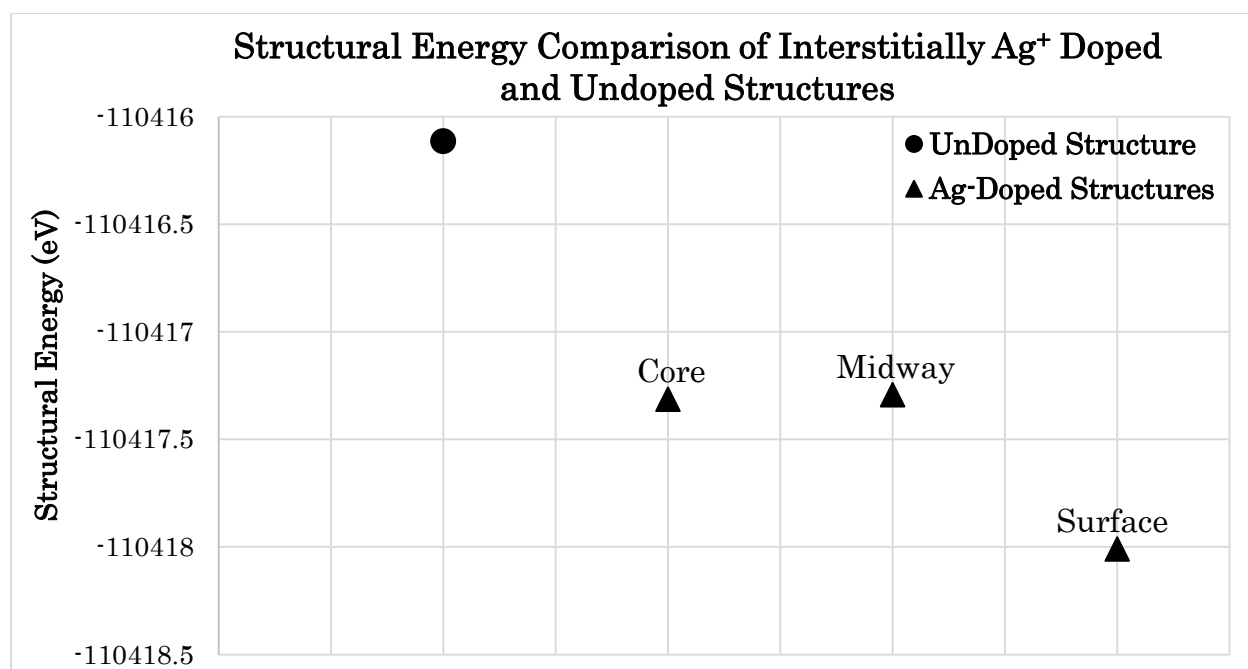 Structural Energy Comparison of Interstitially Ag⁺ Doped
and Undoped Structures
-110416
UnDoped Structure
Ag-Doped Structures
-110416.5
-110417
Core
Midway
-110417.5
Surface
-110418
-110418.5
Structural Energy (eV)